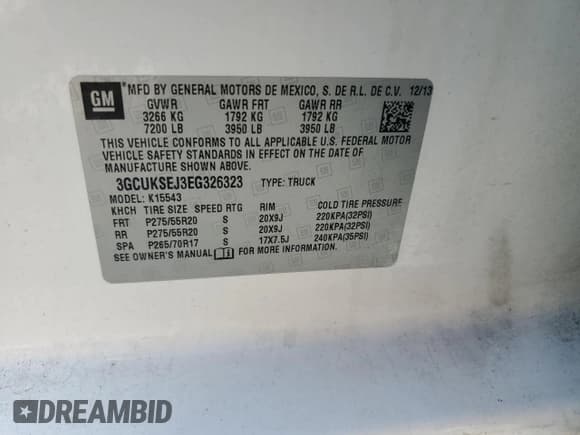 GM
®
MFD BY GENERAL MOTORS DE MEXICO, S. DE R.L. DE C.V. 12/13
GVWR GAWR FRT GAWR RR
3266 KG 1792 KG 1792 KG
7200 LB 3950 LB 3950 LB
THIS VEHICLE CONFORMS TO ALL APPLICABLE U.S. FEDERAL MOTOR
VEHICLE SAFETY STANDARDS IN EFFECT ON THE DATE OF
MANUFACTURE SHOWN ABOVE.
3GCUKSEJ3EG326323 TYPE: TRUCK
MODEL: K15543
KHCH TIRESIZE SPEED RTG RIM COLD TIRE PRESSURE
FRT P275/55R20 S 20X9J 220KPA(32PSI)
RR P275/55R20 S 20X9J 220KPA(32PSI)
SPA P265/70R17 S 17X7.5J 240KPA(35PSI)
SEE OWNER'S MANUAL FOR MORE INFORMATION.
DREAMBID